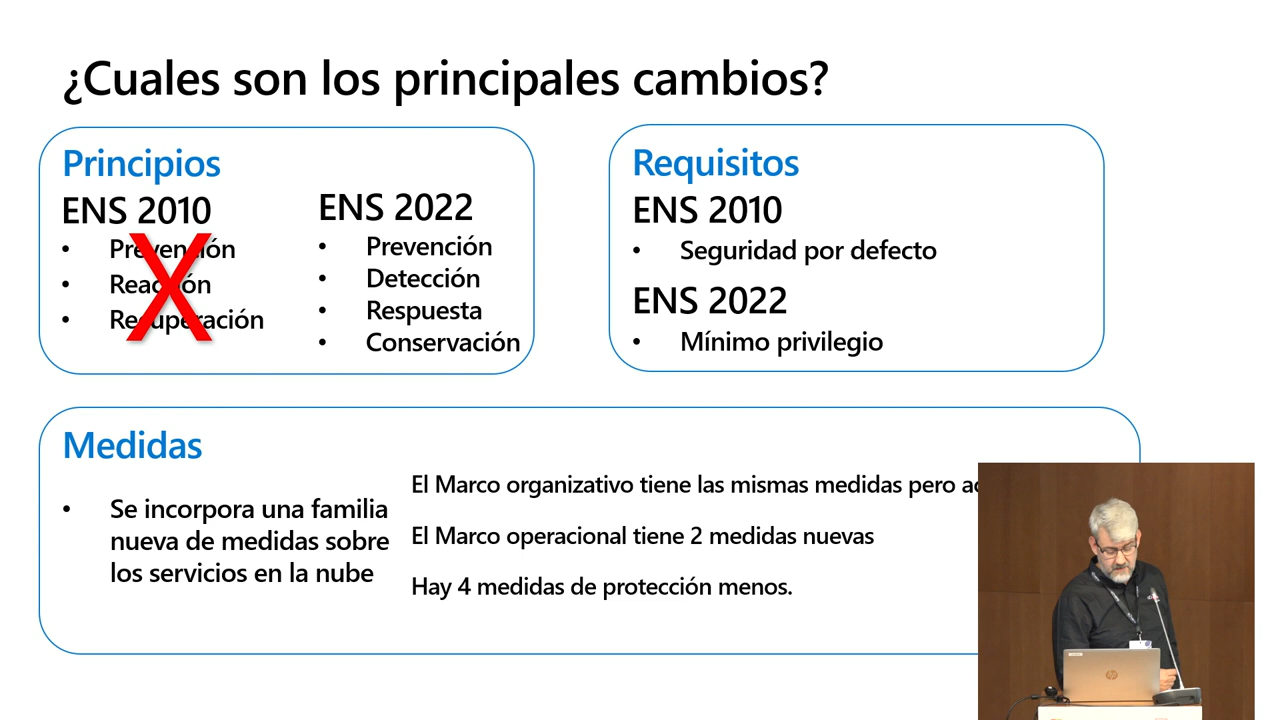 ¿Cuales son los principales cambios?
Principios
ENS 2010
• Prevención
• Reacción
• Recuperación
X
ENS 2022
• Prevención
• Detección
• Respuesta
• Conservación
Requisitos
ENS 2010
• Seguridad por defecto
ENS 2022
• Mínimo privilegio
Medidas
• Se incorpora una familia
nueva de medidas sobre
los servicios en la nube
El Marco organizativo tiene las mismas medidas pero
El Marco operacional tiene 2 medidas nuevas
Hay 4 medidas de protección menos.
hp